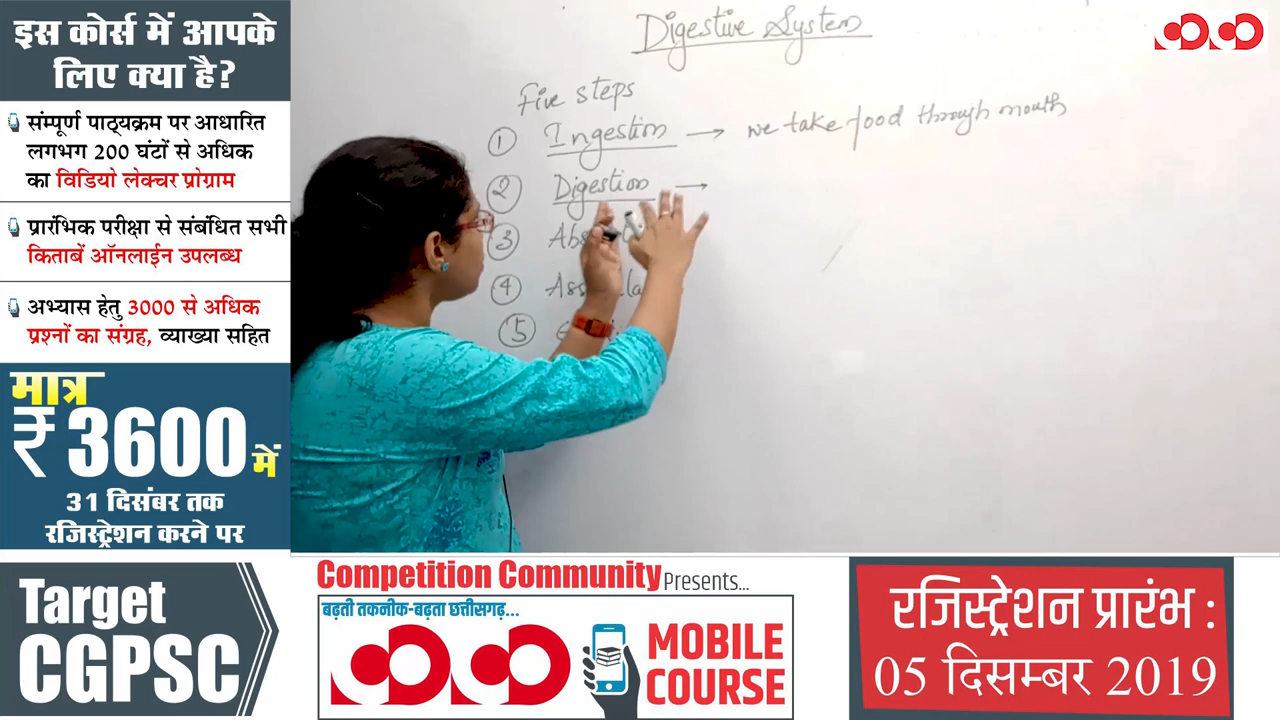 इस कोर्स में आपके
लिए क्या है?
संम्पूर्ण पाठ्यक्रम पर आधारित
लगभग 200 घंटों से अधिक
का विडियो लेक्चर प्रोग्राम
प्रारंभिक परीक्षा से संबंधित सभी
किताबें ऑनलाईन उपलब्ध
अभ्यास हेतु 3000 से अधिक
प्रश्नों का संग्रह, व्याख्या सहित
मात्र
₹ 3600 में
31 दिसंबर तक
रजिस्ट्रेशन करने पर
Target
CGPSC
Digestive System
Five steps
1 Ingestion → we take food through mouth
2 Digestion →
3
4
5
Competition Community Presents...
बढ़ती तकनीक-बढ़ता छत्तीसगढ़...
MOBILE
COURSE
रजिस्ट्रेशन प्रारंभ :
05 दिसम्बर 2019